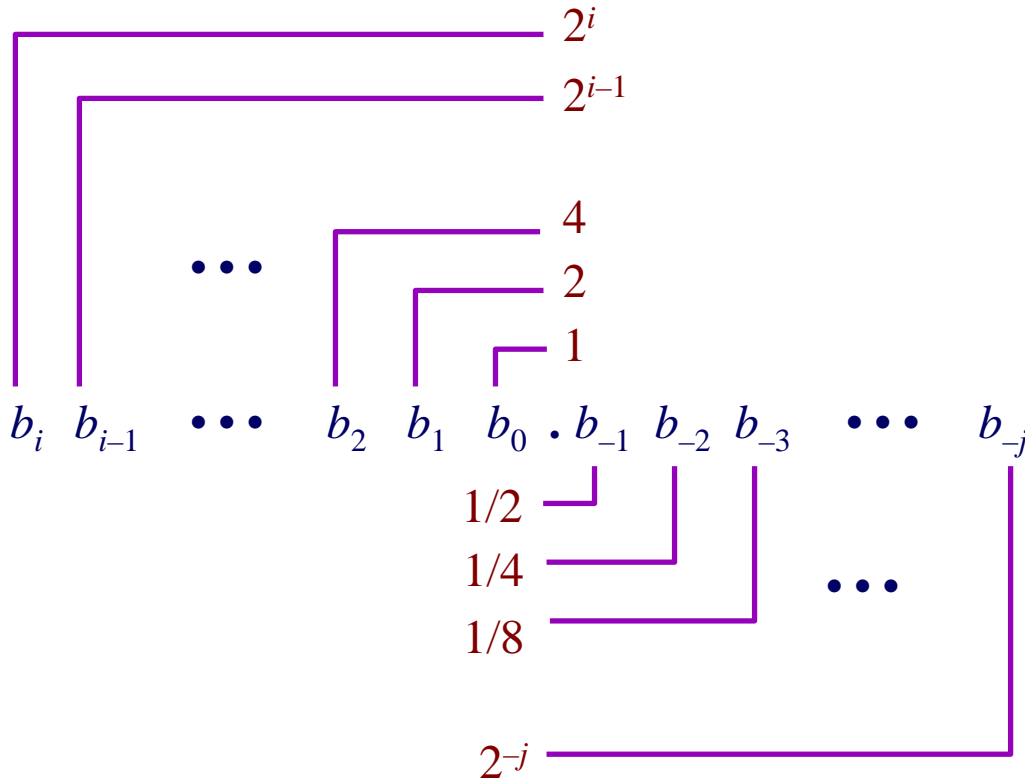 2^i
2^{i–1}
4
•••
2
1
b_i b_{i–1} ••• b_2 b_1 b_0 . b_{–1} b_{–2} b_{–3} ••• b_{–j}
1/2
1/4
•••
1/8
2^{–j}